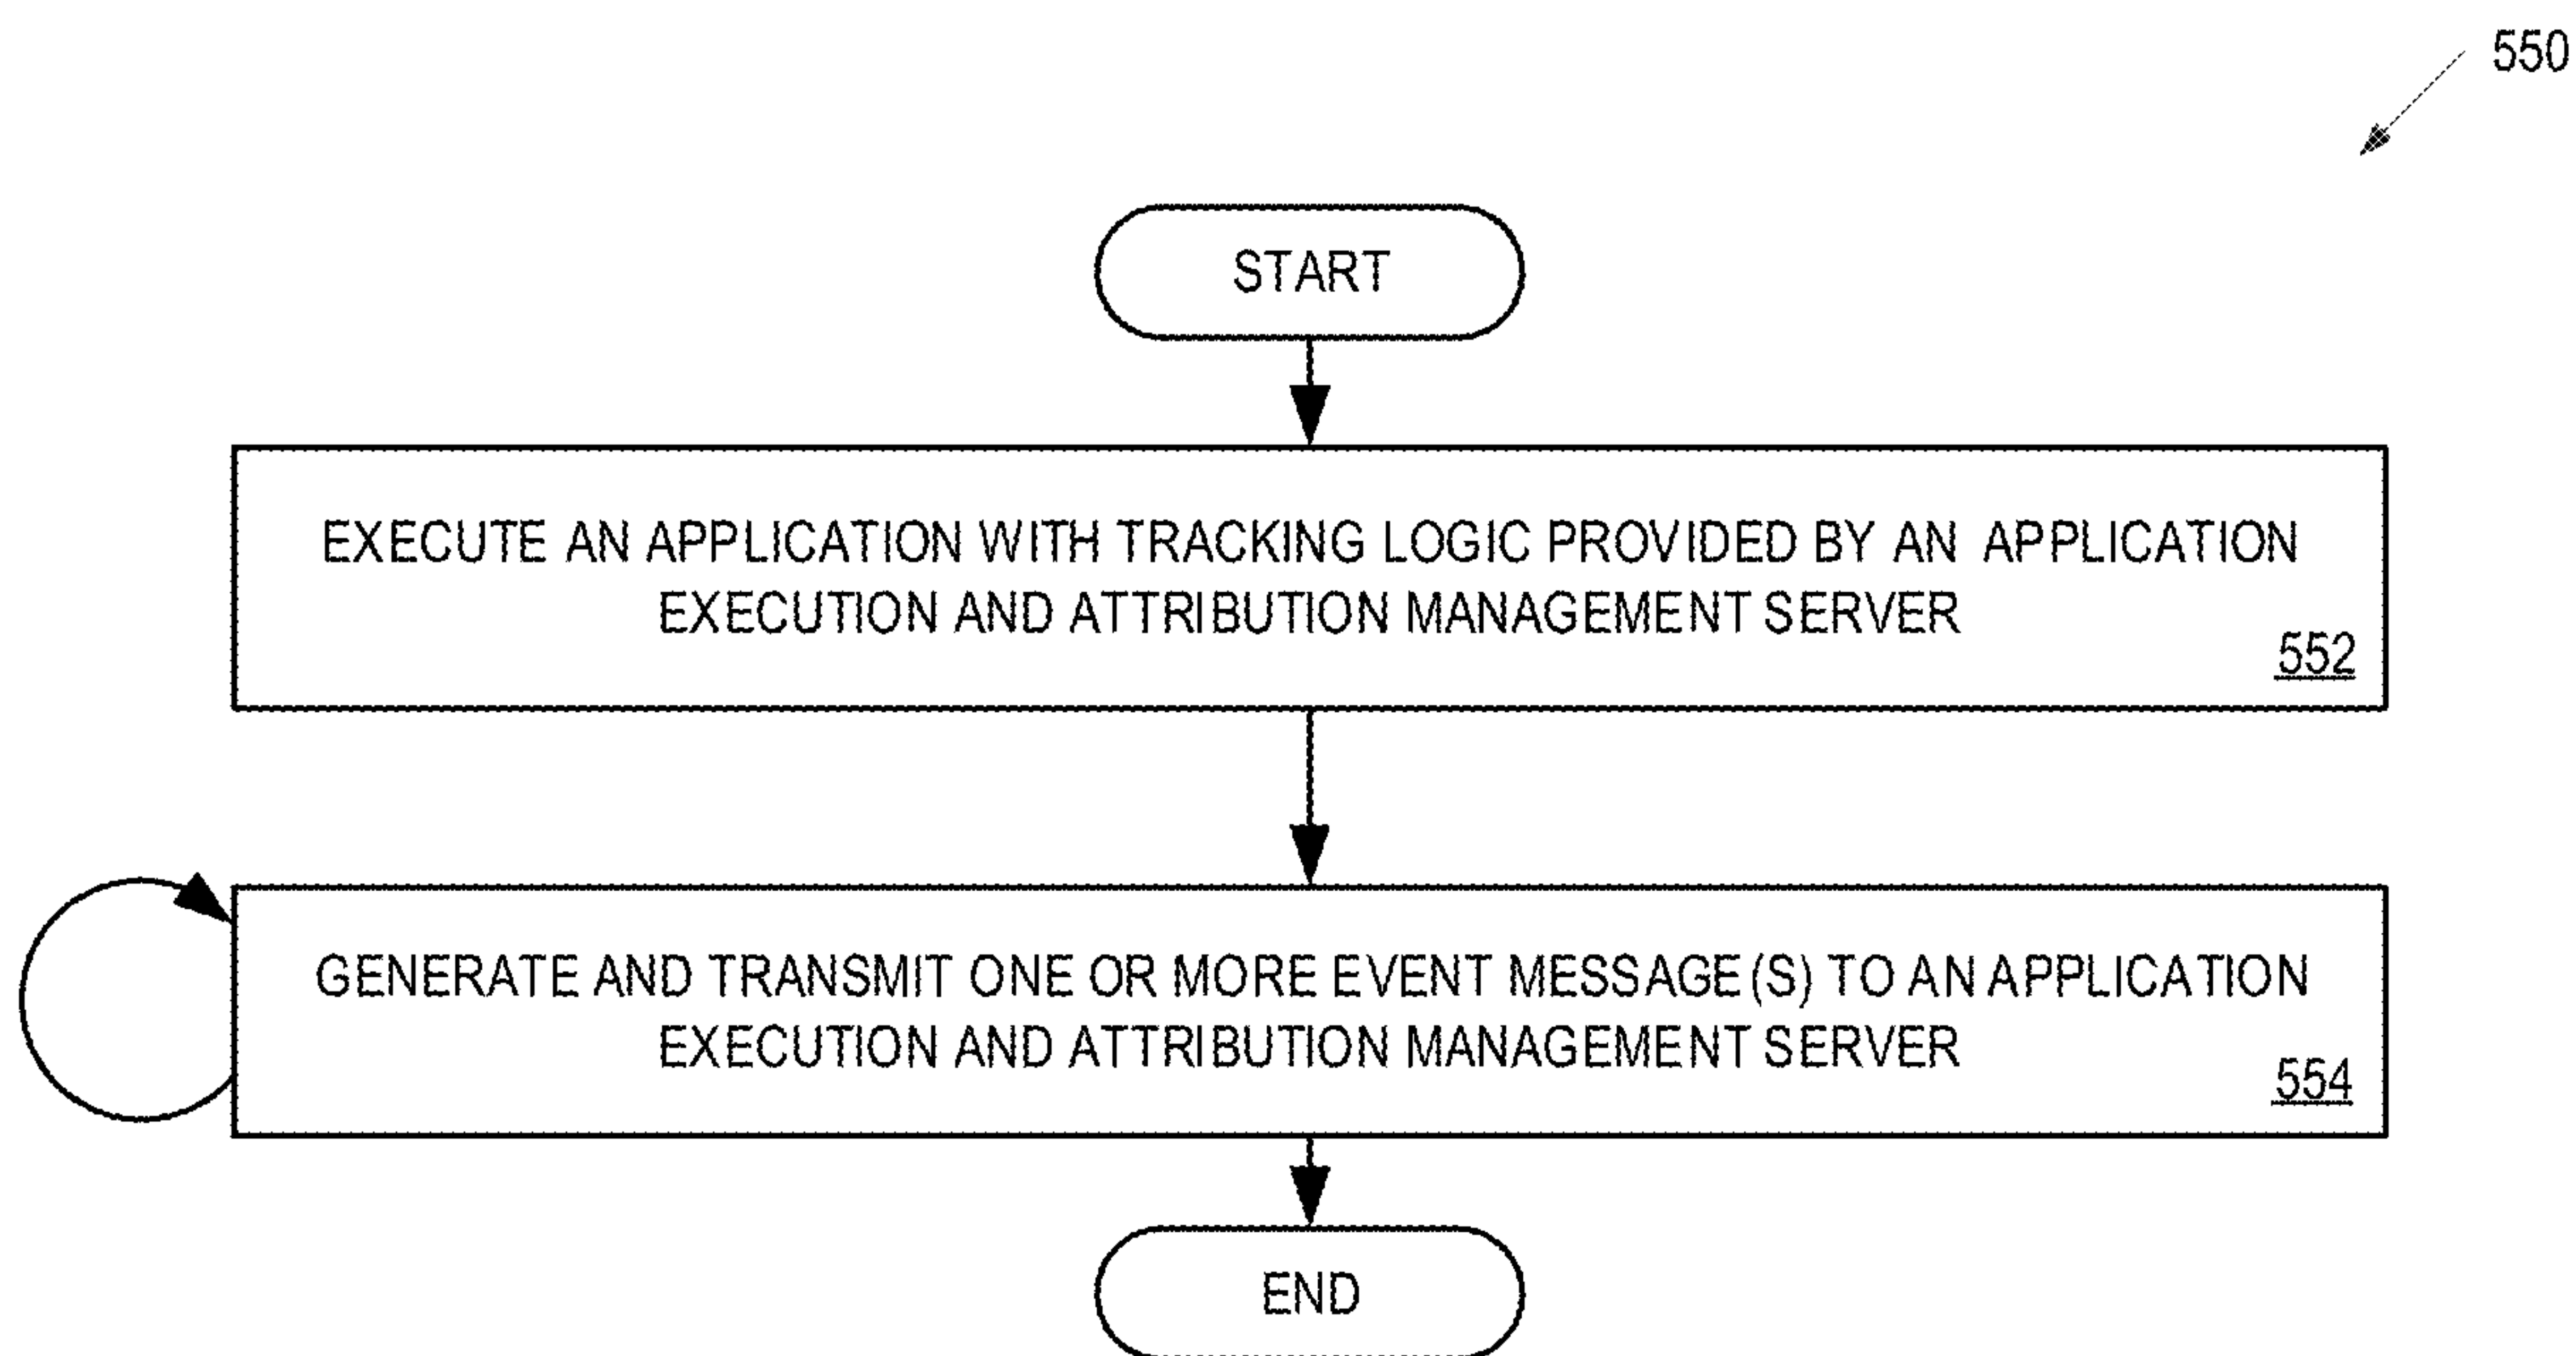 550
START
EXECUTE AN APPLICATION WITH TRACKING LOGIC PROVIDED BY AN APPLICATION
EXECUTION AND ATTRIBUTION MANAGEMENT SERVER
552
GENERATE AND TRANSMIT ONE OR MORE EVENT MESSAGE(S) TO AN APPLICATION
EXECUTION AND ATTRIBUTION MANAGEMENT SERVER
554
END